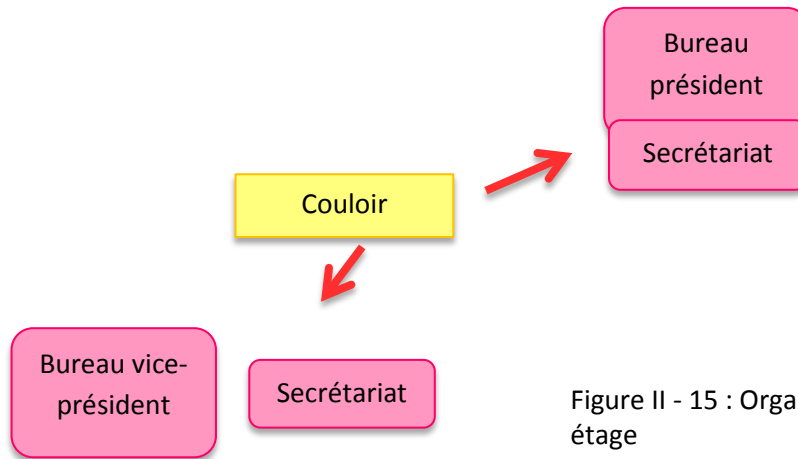 Bureau
président
Secrétariat
Couloir
Bureau vice-
président
Secrétariat
Figure II - 15 : Orga
étage